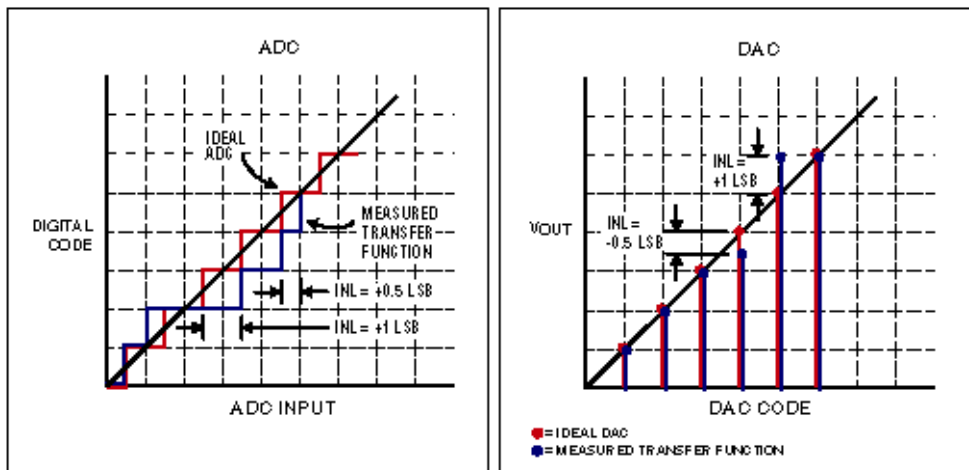 ADC
IDEAL
ADC
DIGITAL
CODE
MEASURED
TRANSFER
FUNCTION
INL = +0.5 LSB
INL = +1 LSB
ADC INPUT
DAC
INL =
+1 LSB
VOUT
INL =
-0.5 LSB
DAC CODE
= IDEAL DAC
= MEASURED TRANSFER FUNCTION